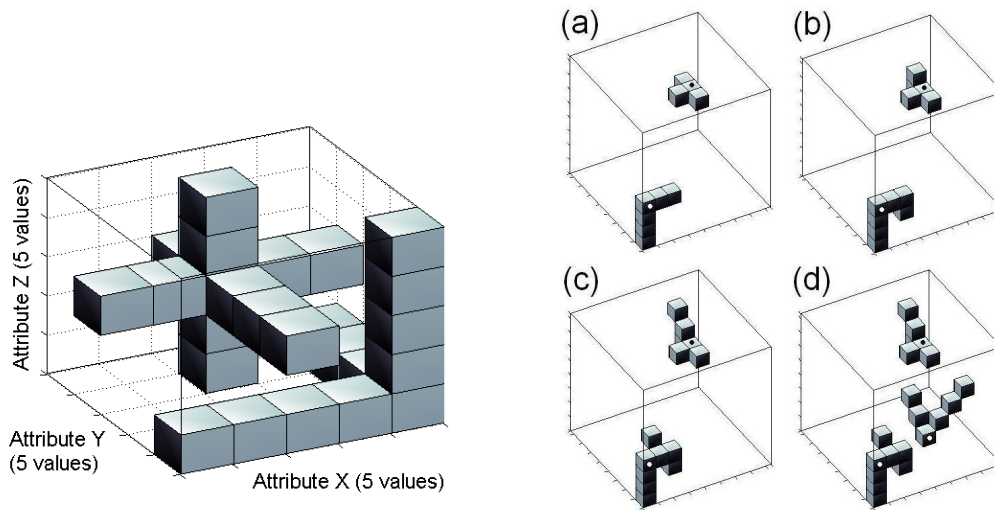 Attribute Z (5 values)
Attribute Y
(5 values)
Attribute X (5 values)
(a)
(b)
(c)
(d)